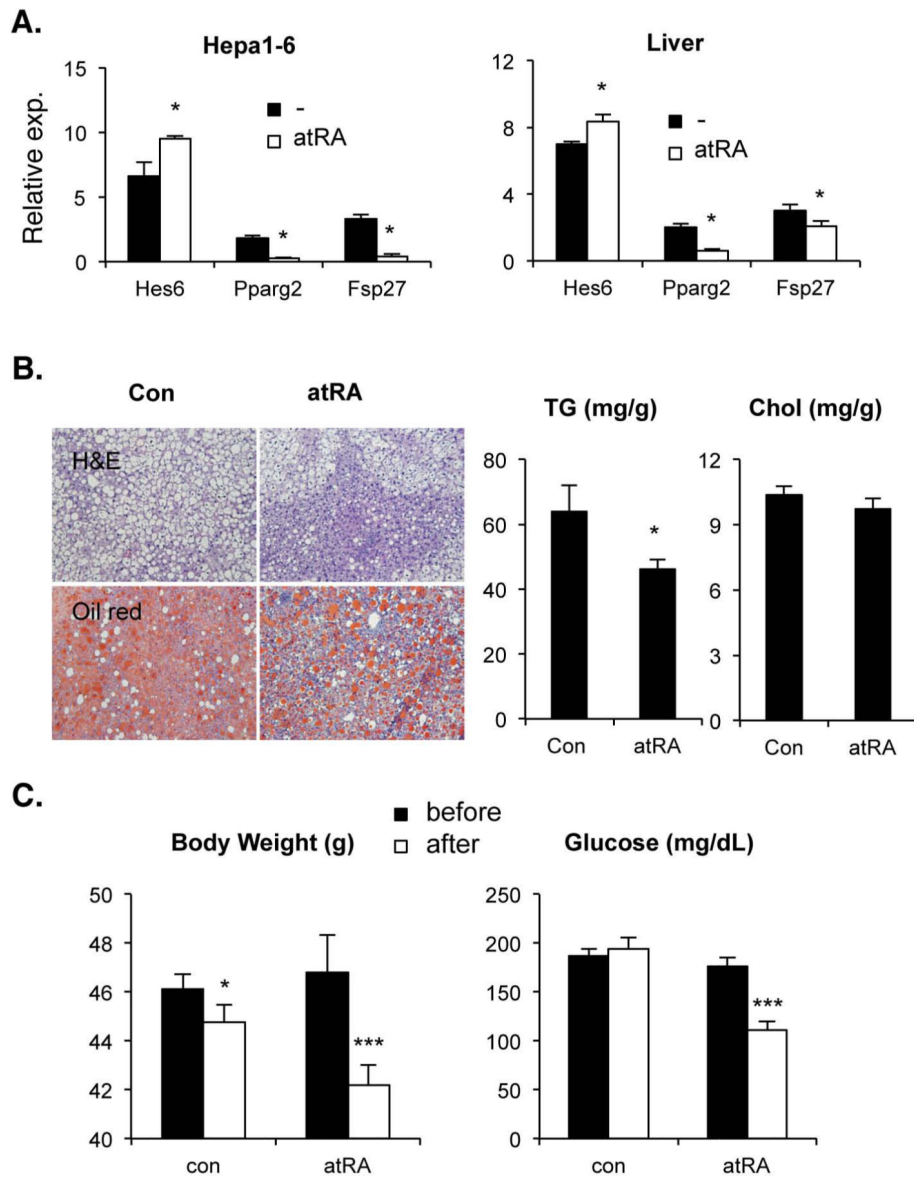 A.
Hepa1-6
Liver
Relative exp.
15
10
5
0
*
*
*
-
atRA
Hes6
Pparg2
Fsp27
12
8
4
0
*
*
*
-
atRA
Hes6
Pparg2
Fsp27
B.
Con
atRA
H&E
Oil red
TG (mg/g)
80
60
40
20
0
*
Con
atRA
Chol (mg/g)
12
9
6
3
0
Con
atRA
C.
before
after
Body Weight (g)
50
48
46
44
42
40
*
***
con
atRA
Glucose (mg/dL)
250
200
150
100
50
0
***
con
atRA